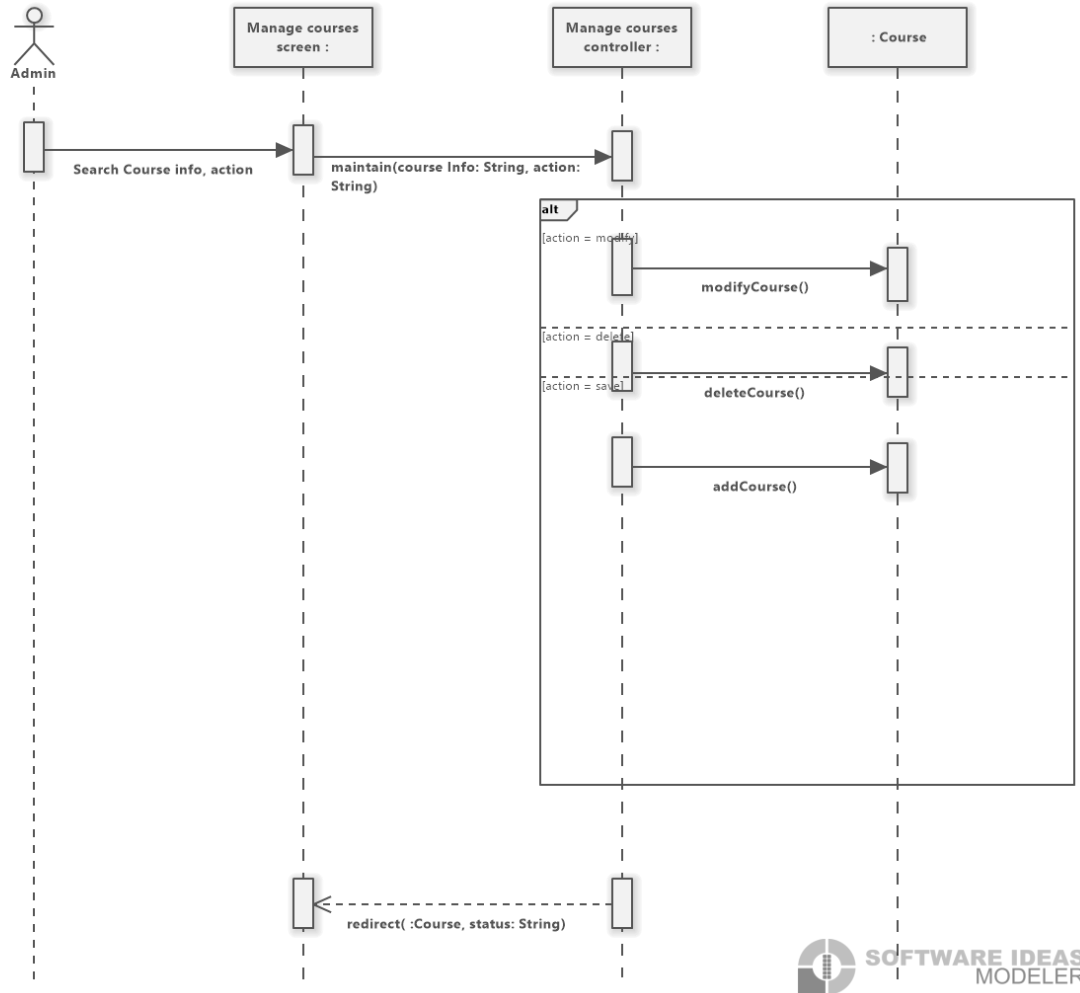 Admin
Manage courses
screen :
Manage courses
controller :
: Course
Search Course info, action
maintain(course Info: String, action:
String)
alt
[action = modify]
modifyCourse()
[action = delete]
deleteCourse()
[action = save]
addCourse()
redirect( :Course, status: String)
SOFTWARE IDEAS
MODELER